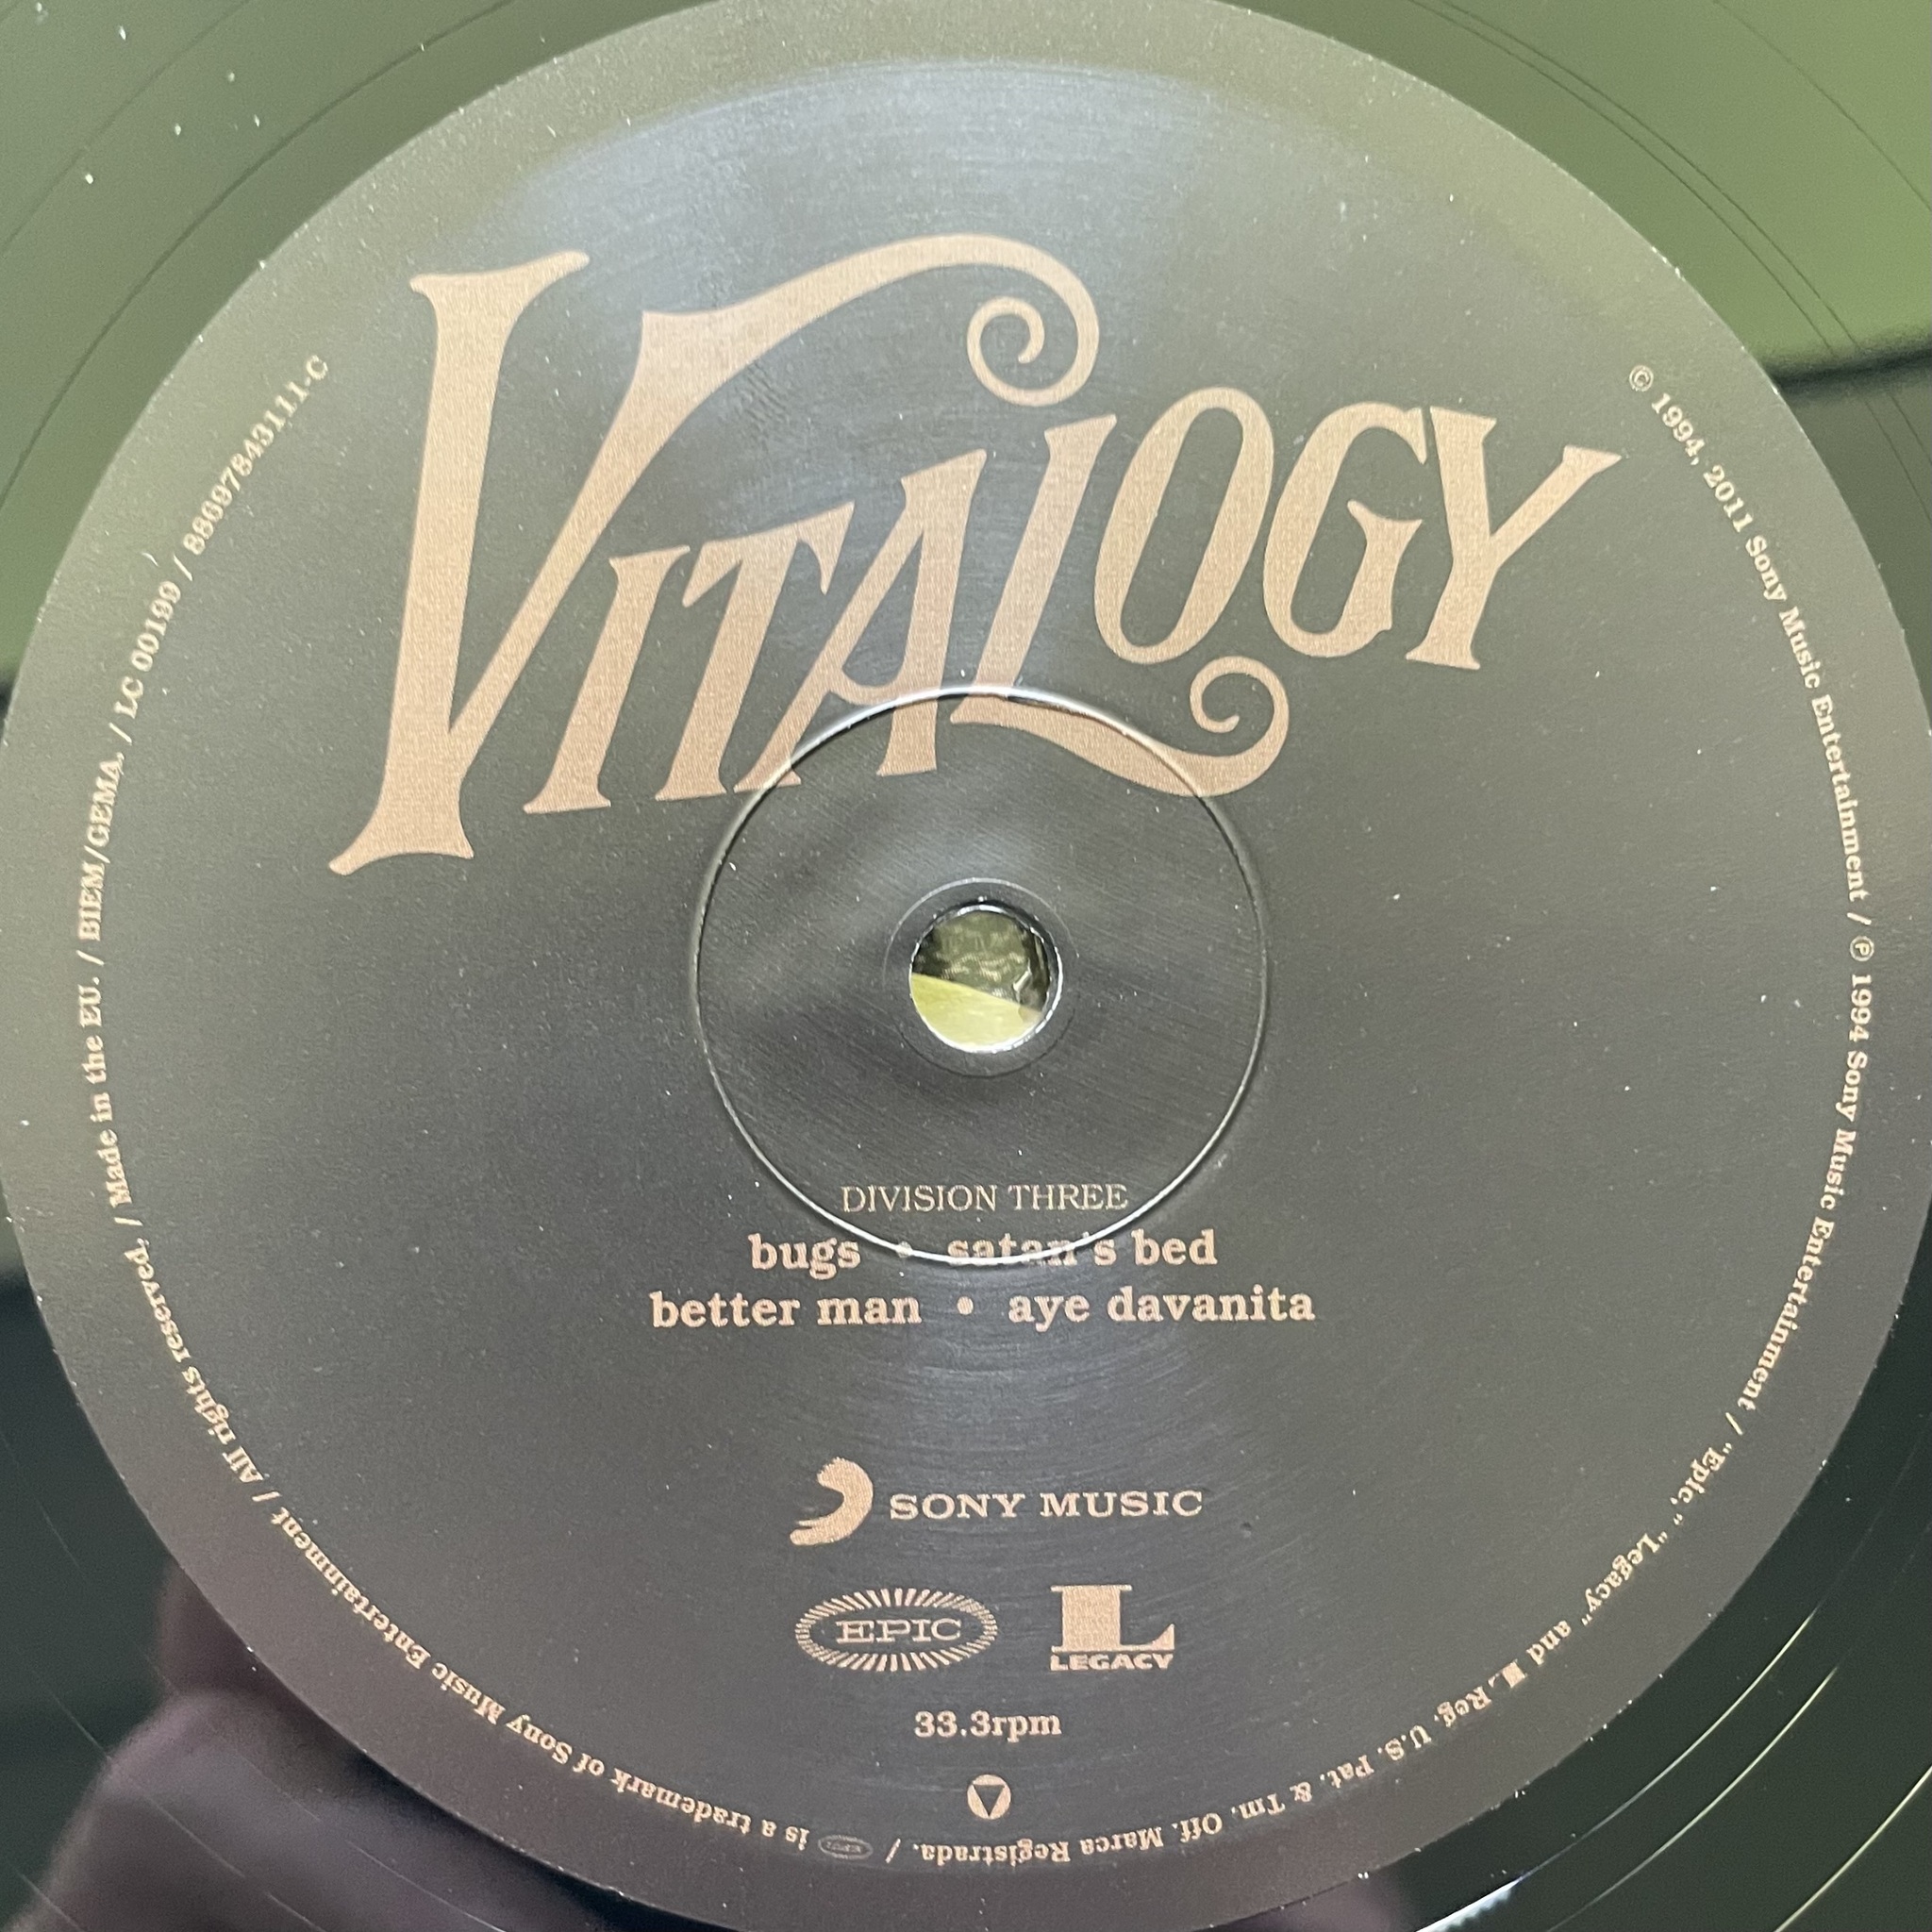 VITALOGY
DIVISION THREE
bugs • satan's bed
better man • aye davanita
SONY MUSIC
EPIC
L
LEGACY
33.3rpm
© 1994, 2011 Sony Music Entertainment / ℗ 1994 Sony Music Entertainment / "Epic," "Legacy" and L Reg. U.S. Pat. & Tm. Off. Marca Registrada. / EPIC is a trademark of Sony Music Entertainment / All rights reserved. / Made in the EU. / BIEM/GEMA. / LC 00199 / 88697843111-C